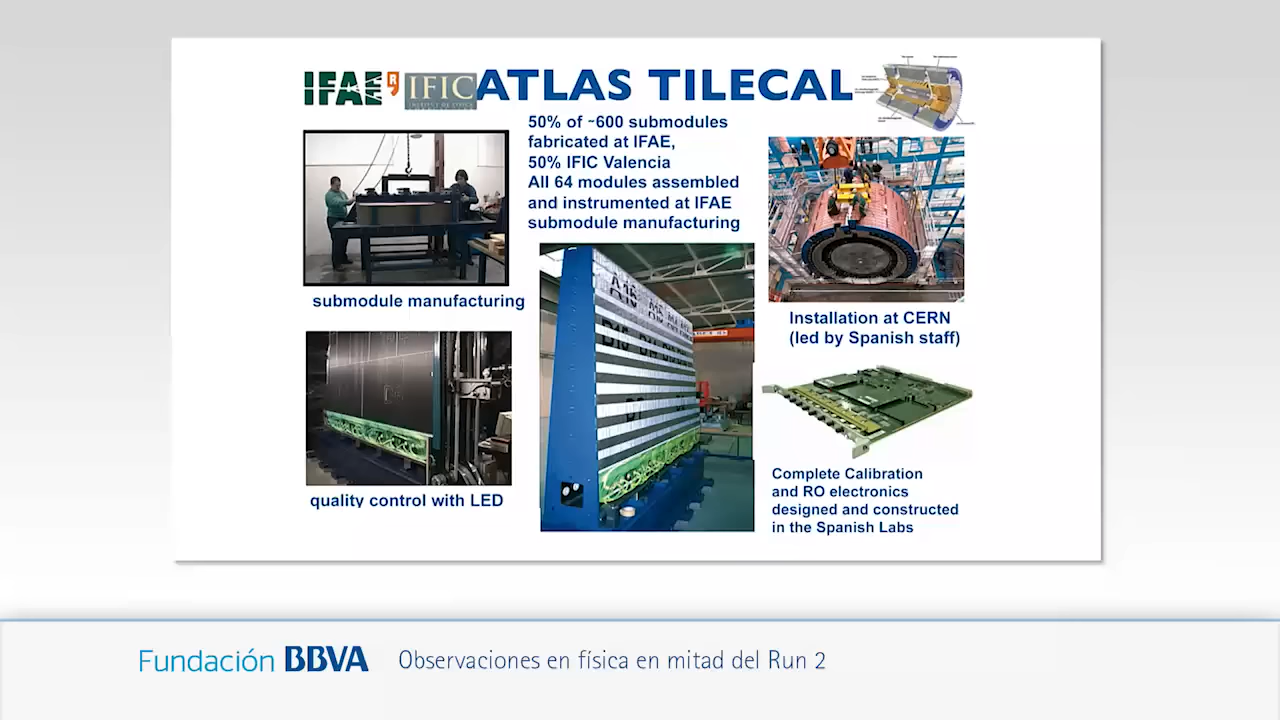 IFAE
IFIC
ATLAS TILECAL
50% of ~600 submodules
fabricated at IFAE,
50% IFIC Valencia
All 64 modules assembled
and instrumented at IFAE
submodule manufacturing
submodule manufacturing
Installation at CERN
(led by Spanish staff)
quality control with LED
Complete Calibration
and RO electronics
designed and constructed
in the Spanish Labs
Fundación BBVA
Observaciones en física en mitad del Run 2